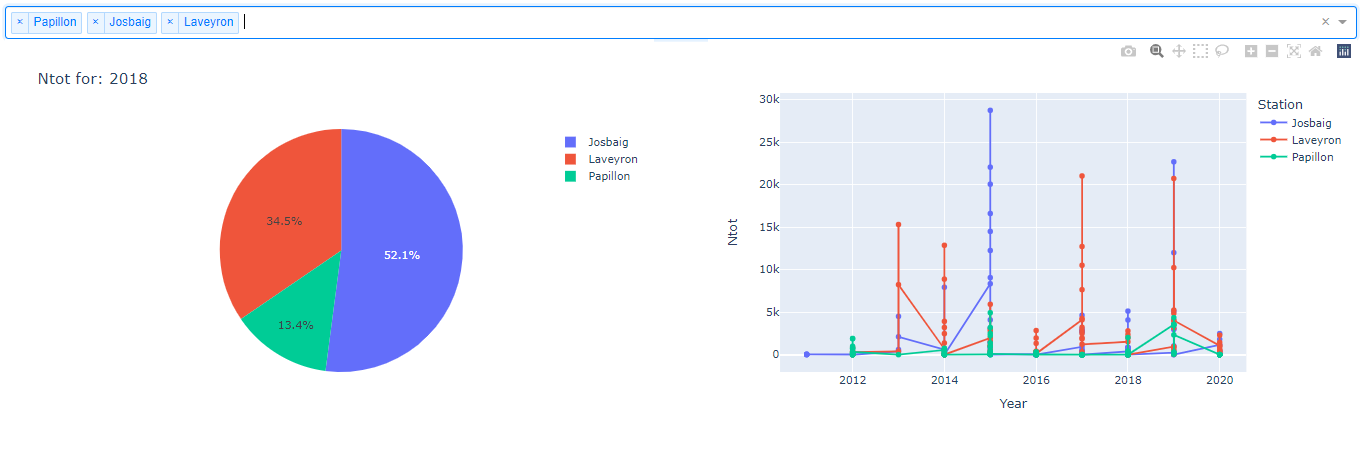 × Papillon × Josbaig × Laveyron ×
Ntot for: 2018
Josbaig
Laveyron
Papillon
34.5%
52.1%
13.4%
Station
Josbaig
Laveyron
Papillon
30k
25k
20k
15k
10k
5k
0
Ntot
2012 2014 2016 2018 2020
Year